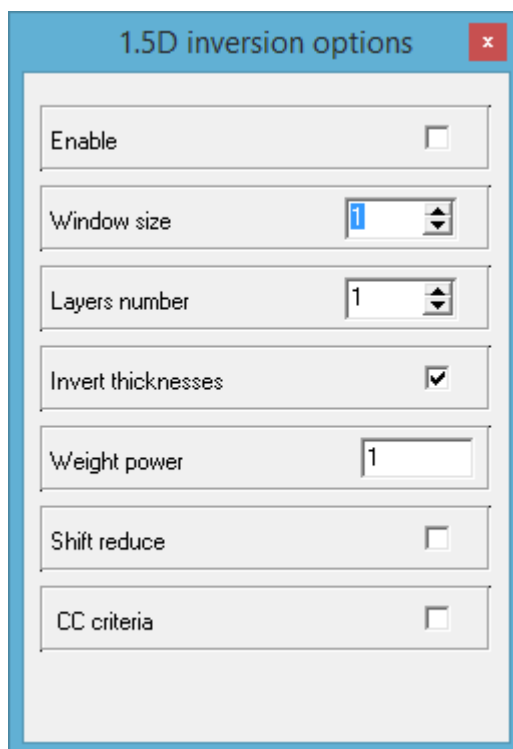 1.5D inversion options
x
Enable
Window size 1
Layers number 1
Invert thicknesses
Weight power 1
Shift reduce
CC criteria